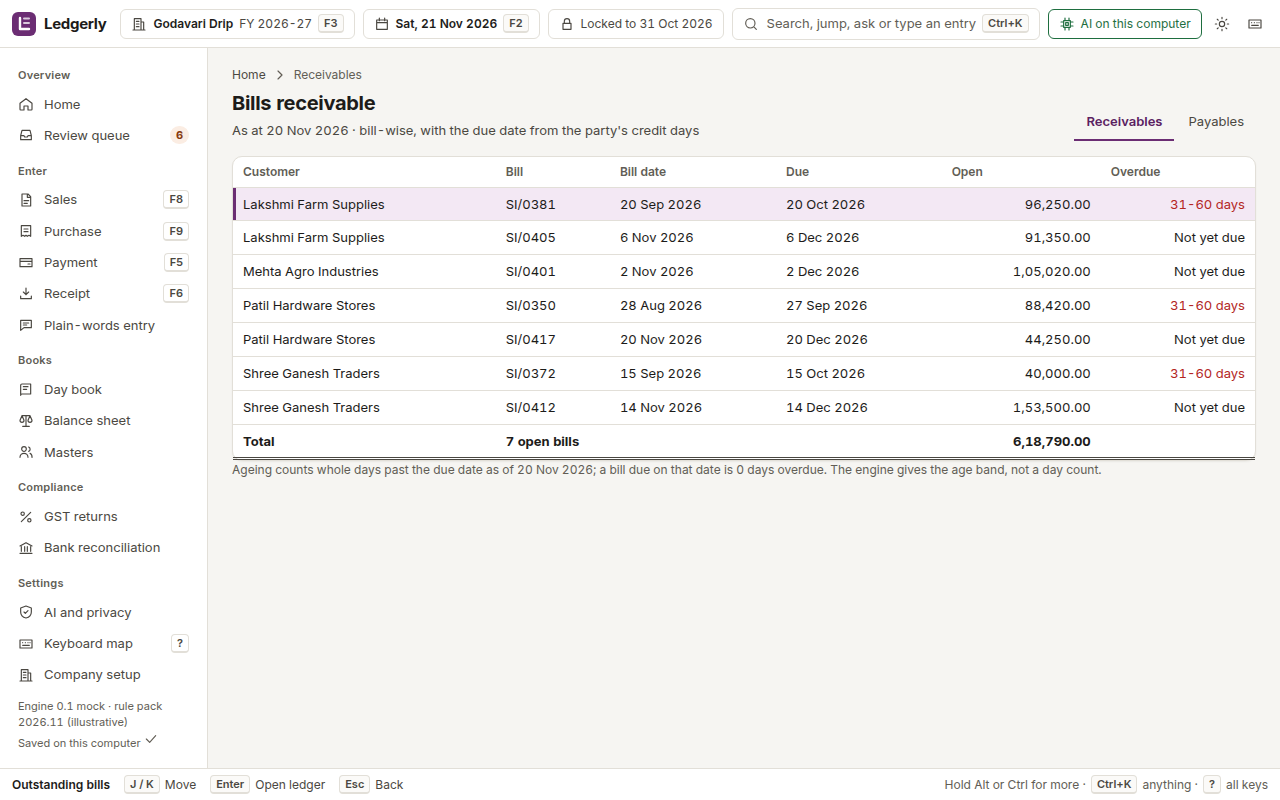 Ledgerly
Godavari Drip FY 2026-27 F3
Sat, 21 Nov 2026 F2
Locked to 31 Oct 2026
Search, jump, ask or type an entry Ctrl+K
AI on this computer
Overview
Home
Review queue 6
Enter
Sales F8
Purchase F9
Payment F5
Receipt F6
Plain-words entry
Books
Day book
Balance sheet
Masters
Compliance
GST returns
Bank reconciliation
Settings
AI and privacy
Keyboard map ?
Company setup
Engine 0.1 mock · rule pack
2026.11 (illustrative)
Saved on this computer
Home > Receivables
Bills receivable
As at 20 Nov 2026 · bill-wise, with the due date from the party's credit days
Receivables Payables
Customer Bill Bill date Due Open Overdue
Lakshmi Farm Supplies SI/0381 20 Sep 2026 20 Oct 2026 96,250.00 31-60 days
Lakshmi Farm Supplies SI/0405 6 Nov 2026 6 Dec 2026 91,350.00 Not yet due
Mehta Agro Industries SI/0401 2 Nov 2026 2 Dec 2026 1,05,020.00 Not yet due
Patil Hardware Stores SI/0350 28 Aug 2026 27 Sep 2026 88,420.00 31-60 days
Patil Hardware Stores SI/0417 20 Nov 2026 20 Dec 2026 44,250.00 Not yet due
Shree Ganesh Traders SI/0372 15 Sep 2026 15 Oct 2026 40,000.00 31-60 days
Shree Ganesh Traders SI/0412 14 Nov 2026 14 Dec 2026 1,53,500.00 Not yet due
Total 7 open bills 6,18,790.00
Ageing counts whole days past the due date as of 20 Nov 2026; a bill due on that date is 0 days overdue. The engine gives the age band, not a day count.
Outstanding bills J / K Move Enter Open ledger Esc Back
Hold Alt or Ctrl for more · Ctrl+K anything · ? all keys